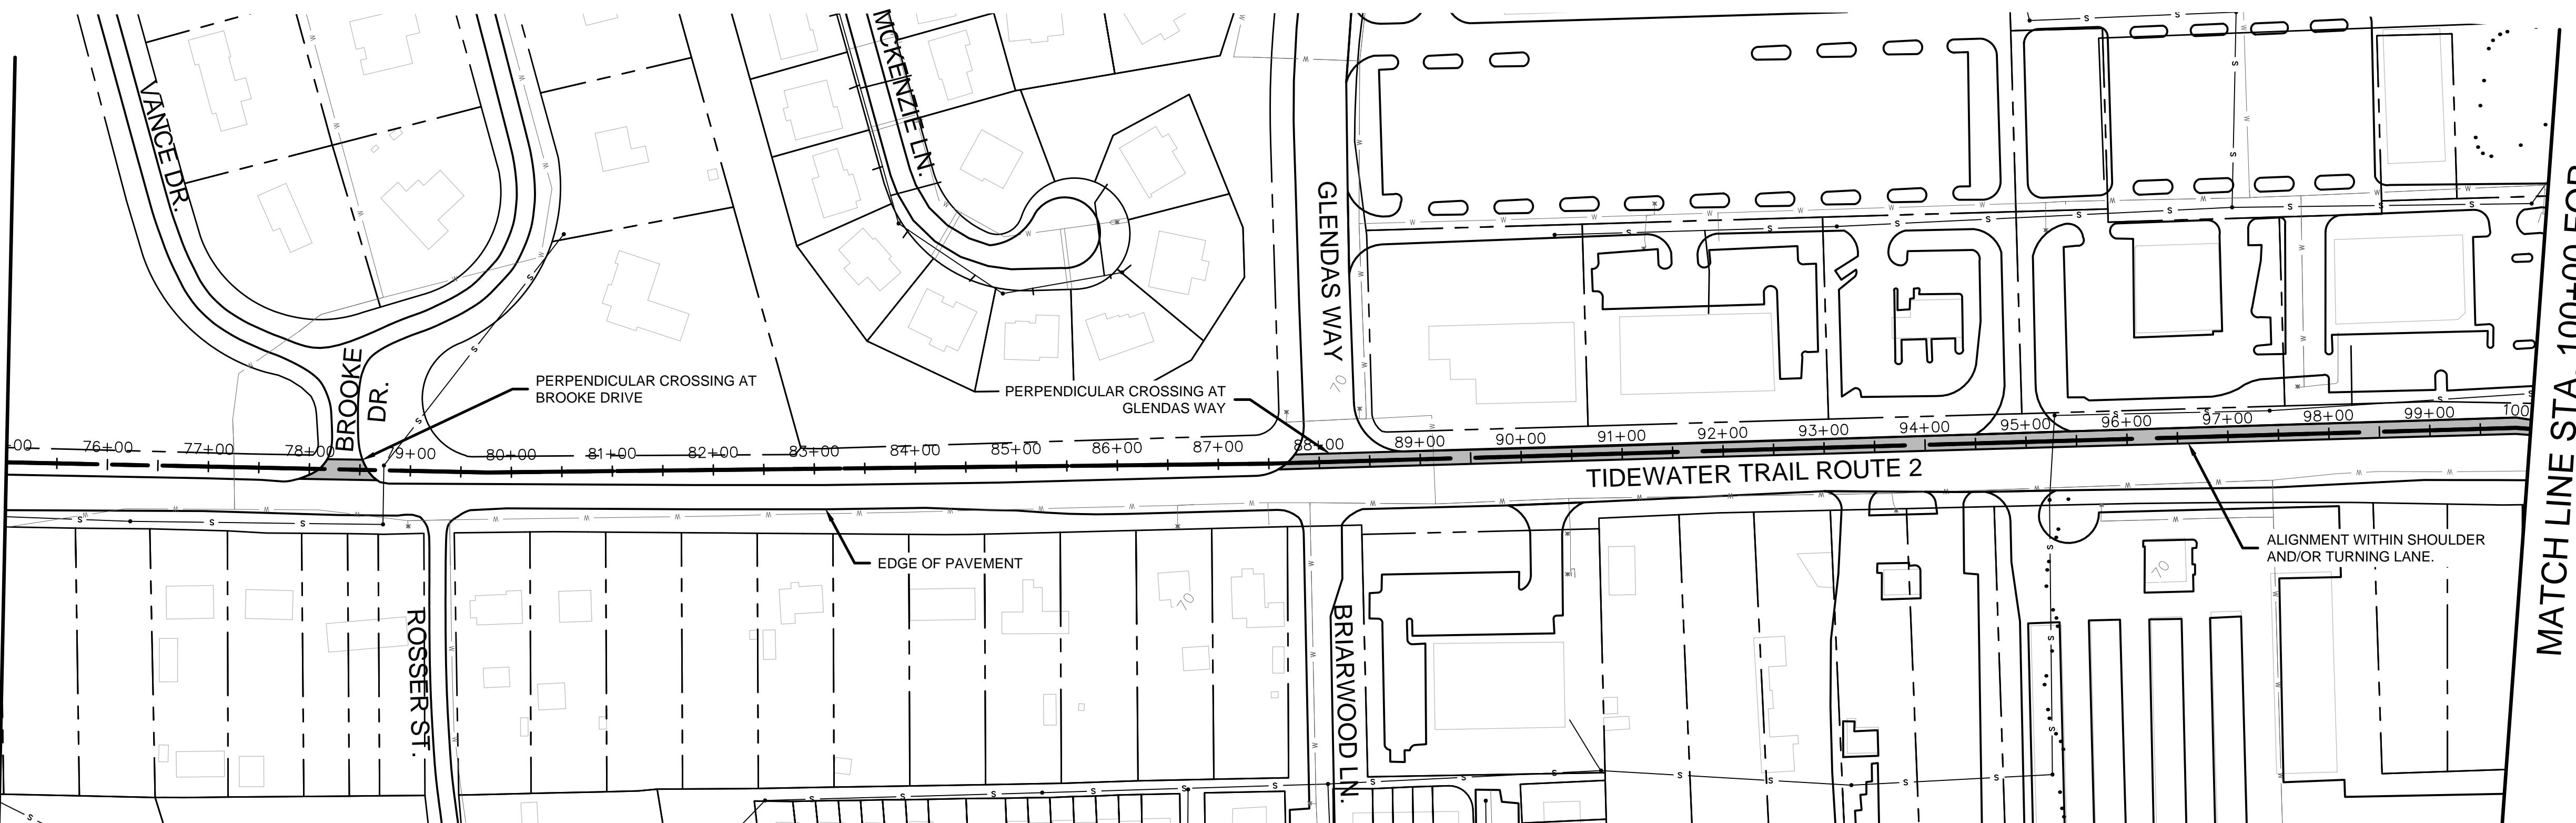 VANCE DR.
MCKENZIE LN.
GLENDAS WAY
BROOKE
DR.
PERPENDICULAR CROSSING AT
BROOKE DRIVE
PERPENDICULAR CROSSING AT
GLENDAS WAY
70
76+00
77+00
78+00
79+00
80+00
81+00
82+00
83+00
84+00
85+00
86+00
87+00
88+00
89+00
90+00
91+00
92+00
93+00
94+00
95+00
96+00
97+00
98+00
99+00
100
TIDEWATER TRAIL ROUTE 2
EDGE OF PAVEMENT
ALIGNMENT WITHIN SHOULDER
AND/OR TURNING LANE.
70
70
ROSSER ST.
BRIARWOOD LN.
MATCH LINE STA. 100+00 FOR